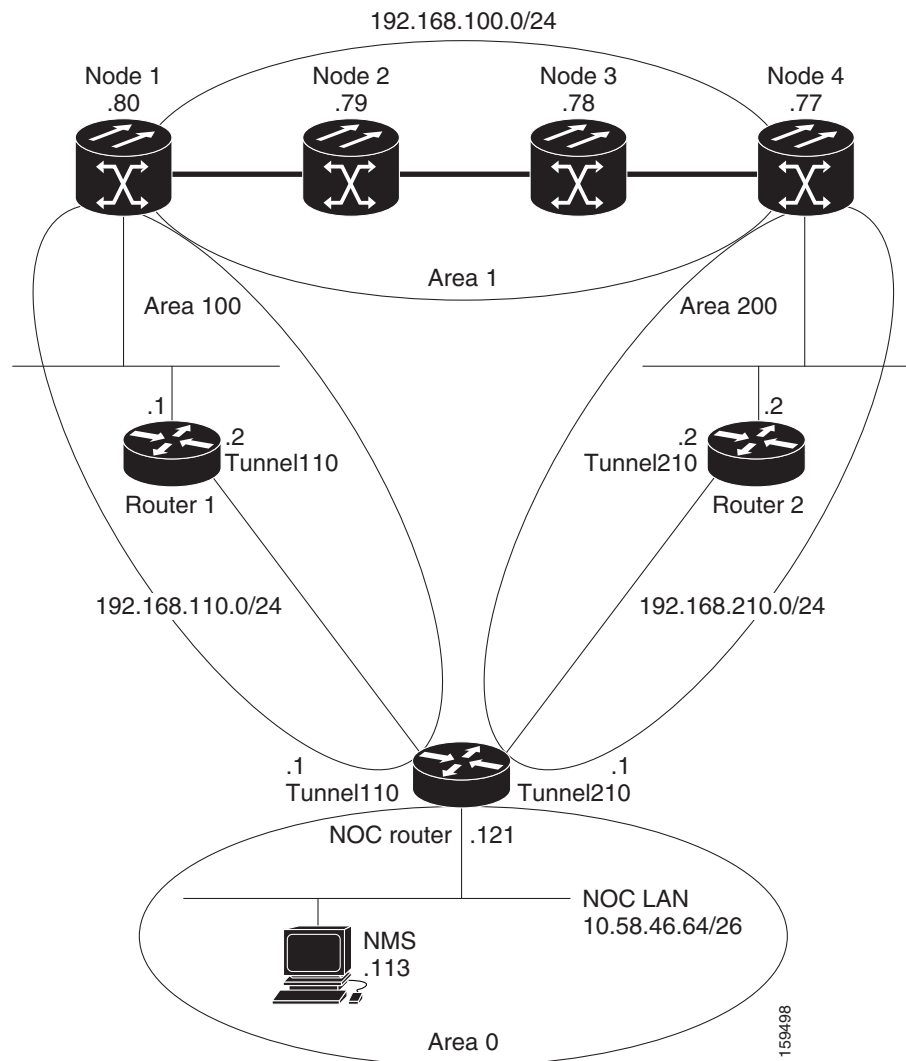 192.168.100.0/24
Node 1
.80
Node 2
.79
Node 3
.78
Node 4
.77
Area 1
Area 100
Area 200
.1
.2
Tunnel110
Router 1
.2
.2
Tunnel210
Router 2
192.168.110.0/24
192.168.210.0/24
.1
Tunnel110
.1
Tunnel210
NOC router
.121
NOC LAN
10.58.46.64/26
NMS
.113
Area 0
159498